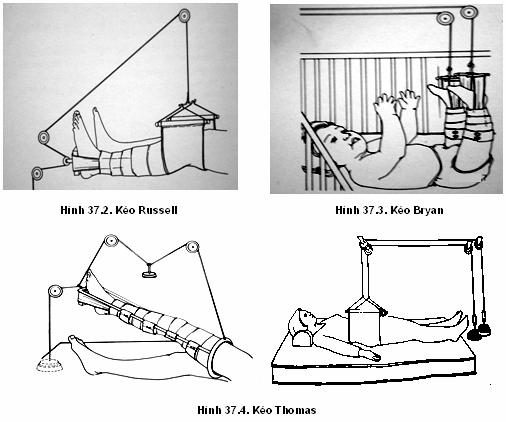 Hình 37.2. Kéo Russell
Hình 37.3. Kéo Bryan
Hình 37.4. Kéo Thomas